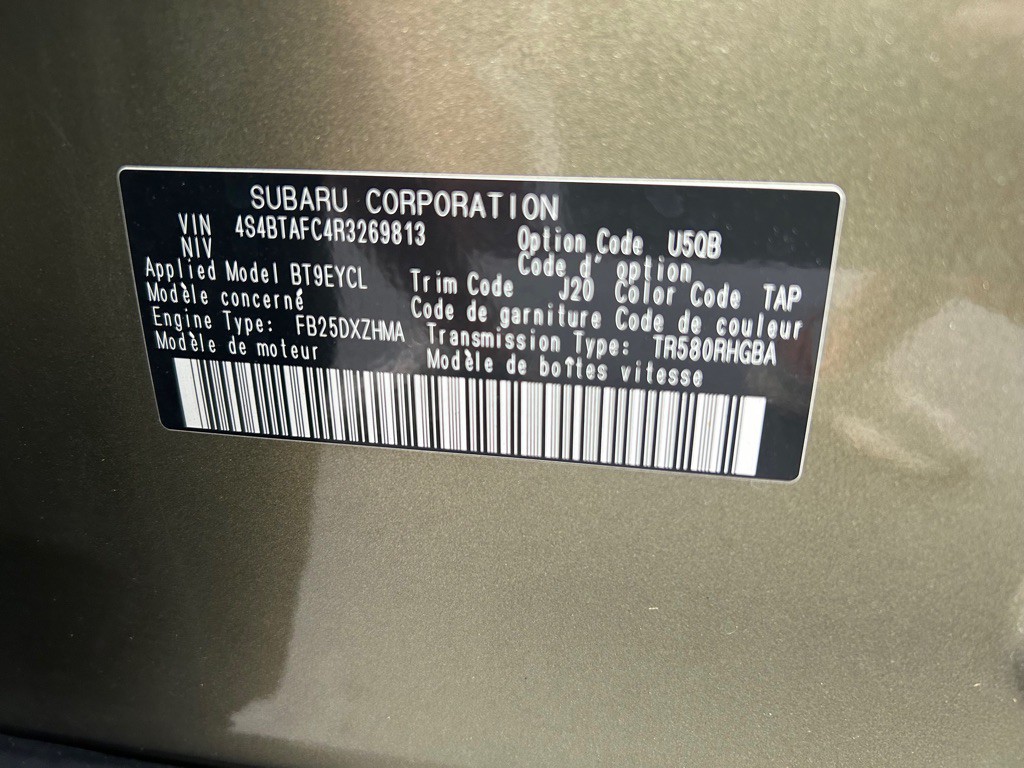 SUBARU CORPORATION
VIN 4S4BTAFC4R3269813 Option Code U5QB
NIV Code d' option
Applied Model BT9EYCL Trim Code J20 Color Code TAP
Modèle concerné Code de garniture Code de couleur
Engine Type: FB25DXZHMA Transmission Type: TR580RHGBA
Modèle de moteur Modèle de boîtes vitesse